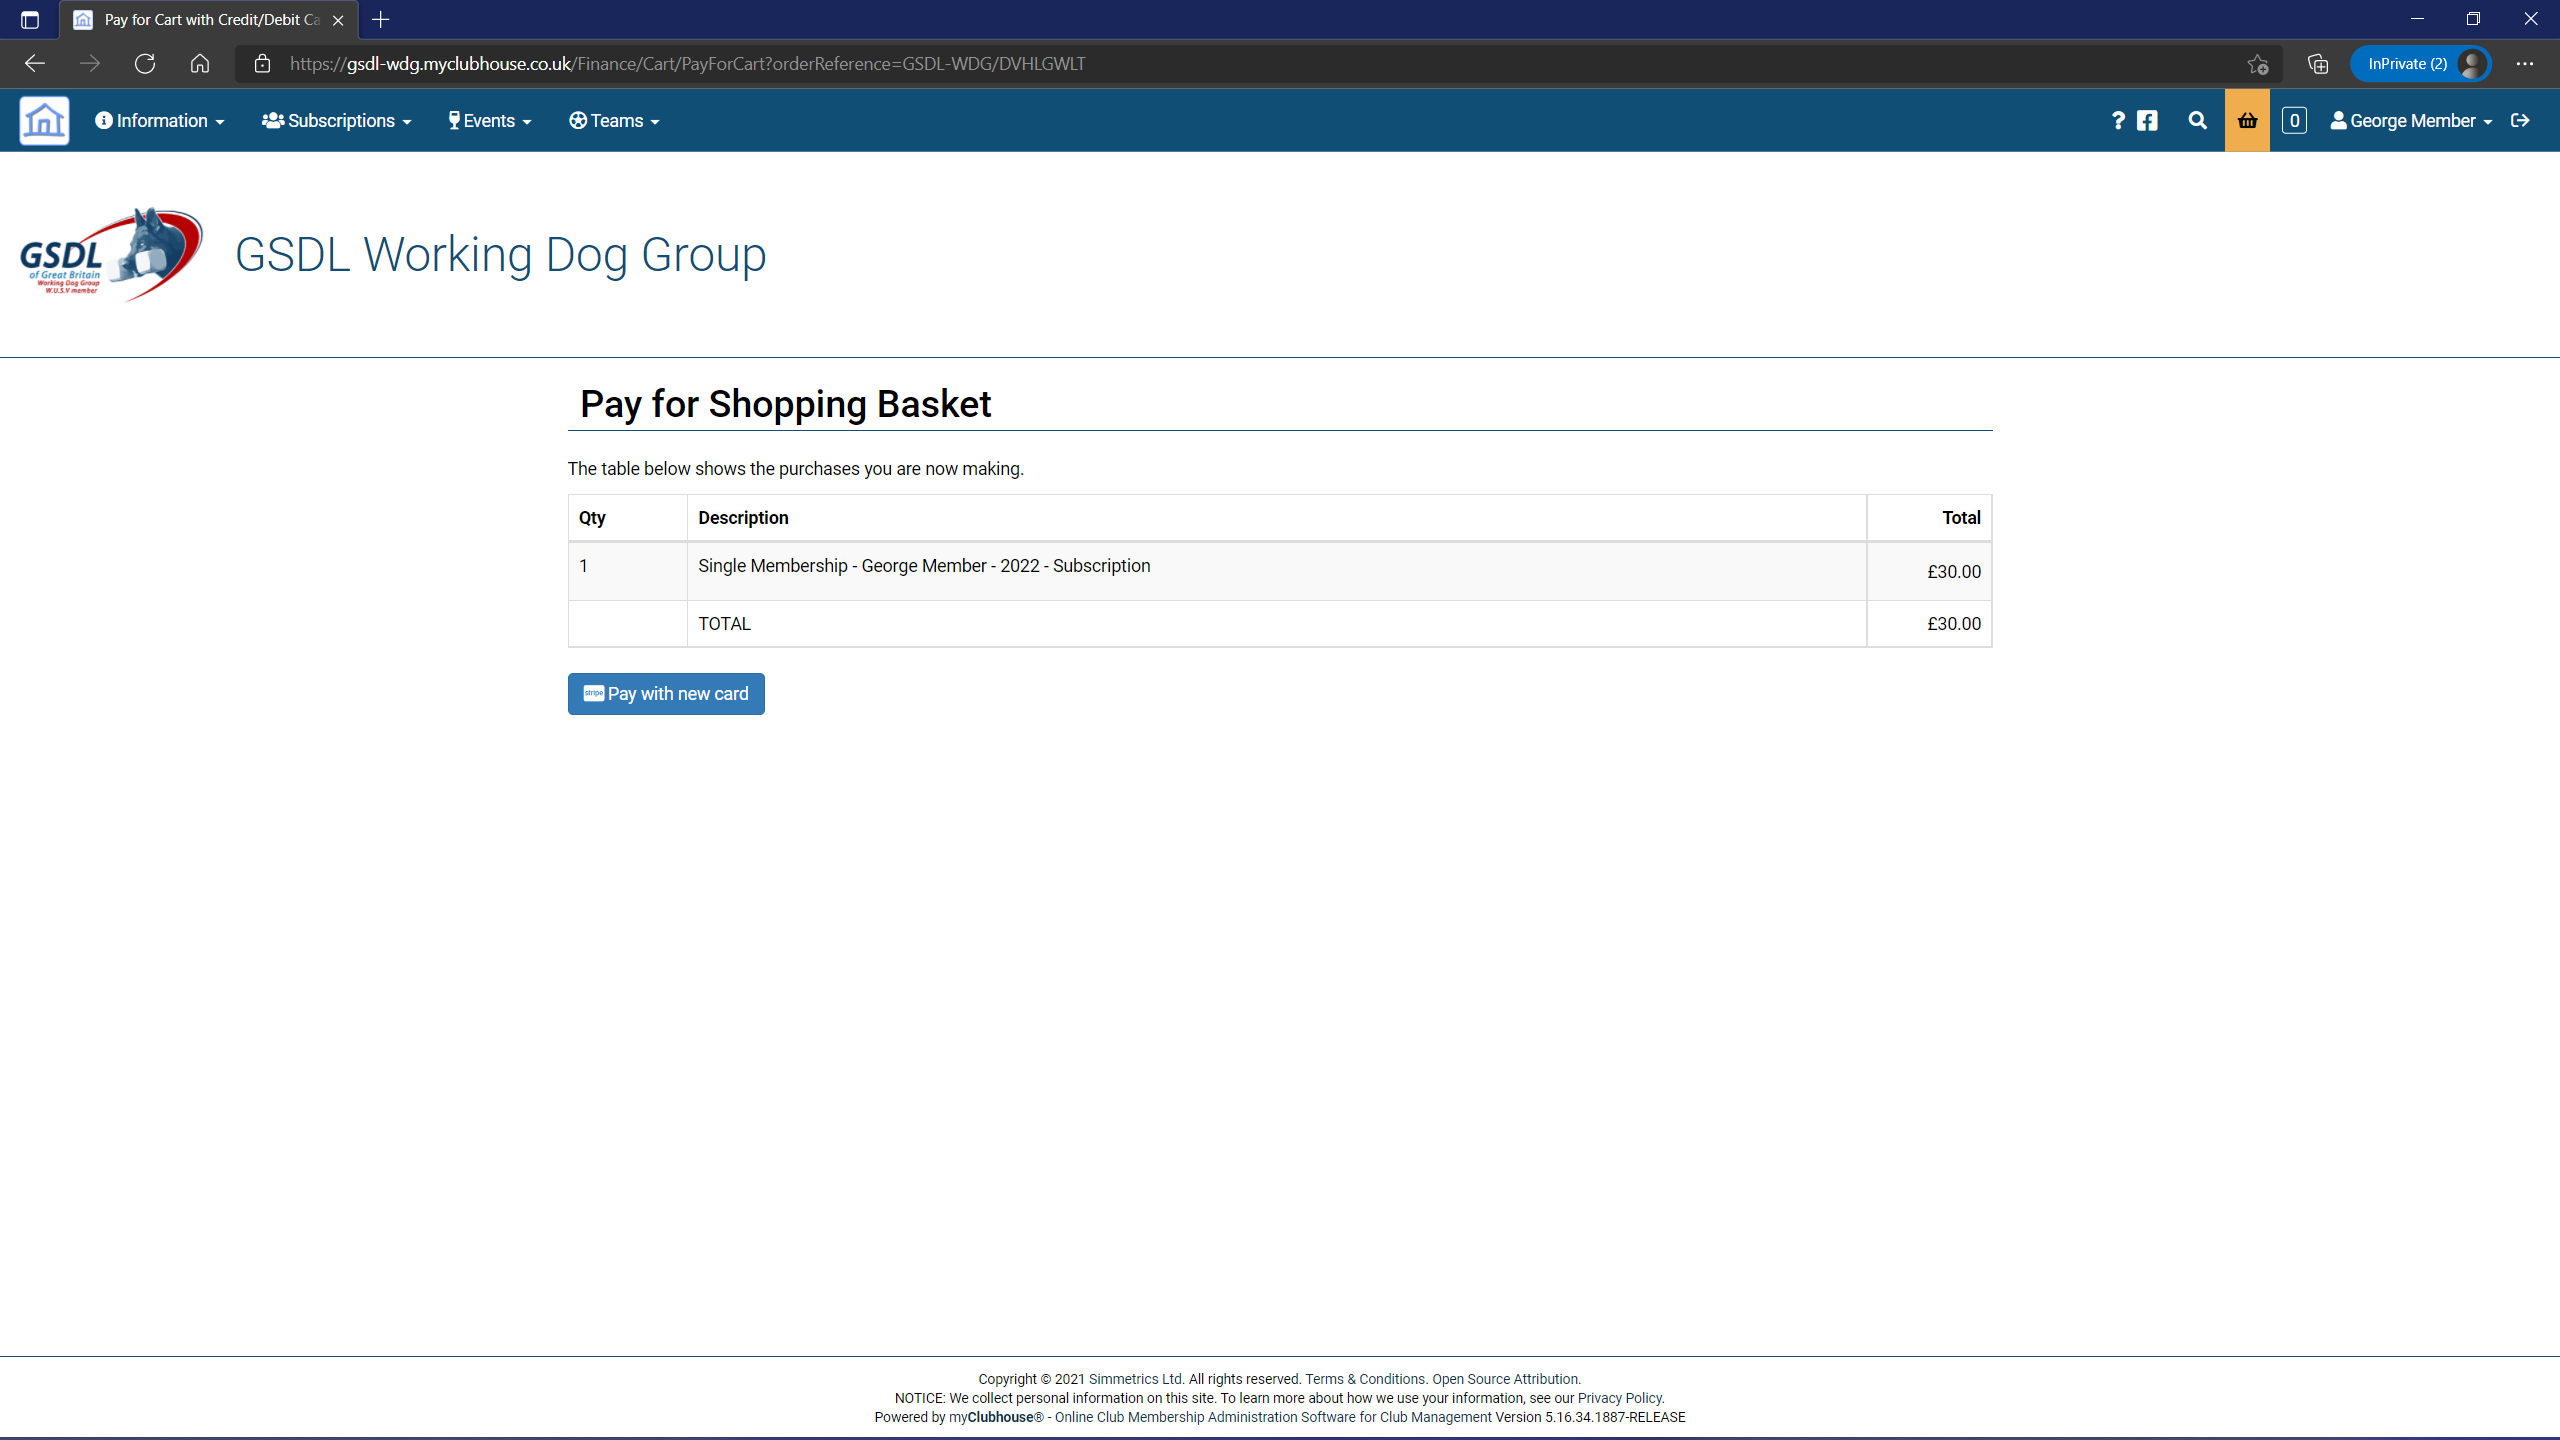 Pay for Cart with Credit/Debit Ca
https://gsdl-wdg.myclubhouse.co.uk/Finance/Cart/PayForCart?orderReference=GSDL-WDG/DVHLGWLT
InPrivate (2)
Information
Subscriptions
Events
Teams
?
0
George Member
GSDL
of Great Britain
Working Dog Group
W.U.S.V member
GSDL Working Dog Group
Pay for Shopping Basket
The table below shows the purchases you are now making.
Qty Description Total
1 Single Membership - George Member - 2022 - Subscription £30.00
TOTAL £30.00
stripe Pay with new card
Copyright © 2021 Simmetrics Ltd. All rights reserved. Terms & Conditions. Open Source Attribution.
NOTICE: We collect personal information on this site. To learn more about how we use your information, see our Privacy Policy.
Powered by myClubhouse® - Online Club Membership Administration Software for Club Management Version 5.16.34.1887-RELEASE